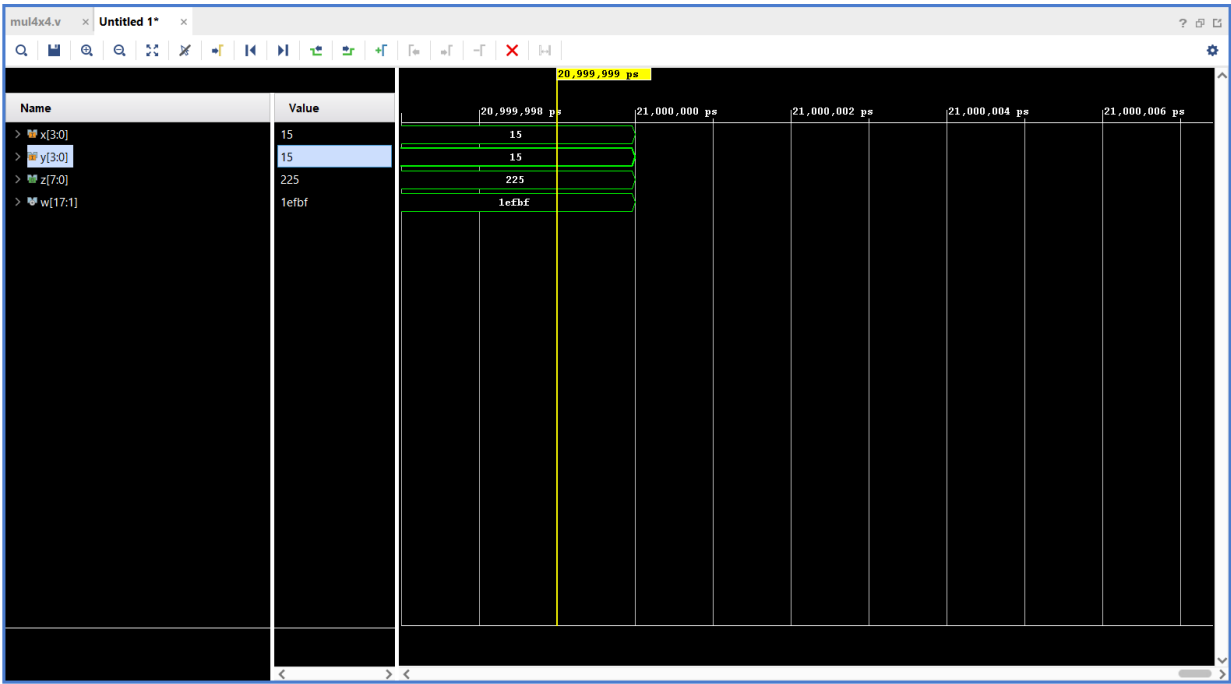 mul4x4.v × Untitled 1* ×
?
20,999,999 ps
Name Value
20,999,998 ps 21,000,000 ps 21,000,002 ps 21,000,004 ps 21,000,006 ps
x[3:0] 15 15
y[3:0] 15 15
z[7:0] 225 225
w[17:1] 1efbf 1efbf